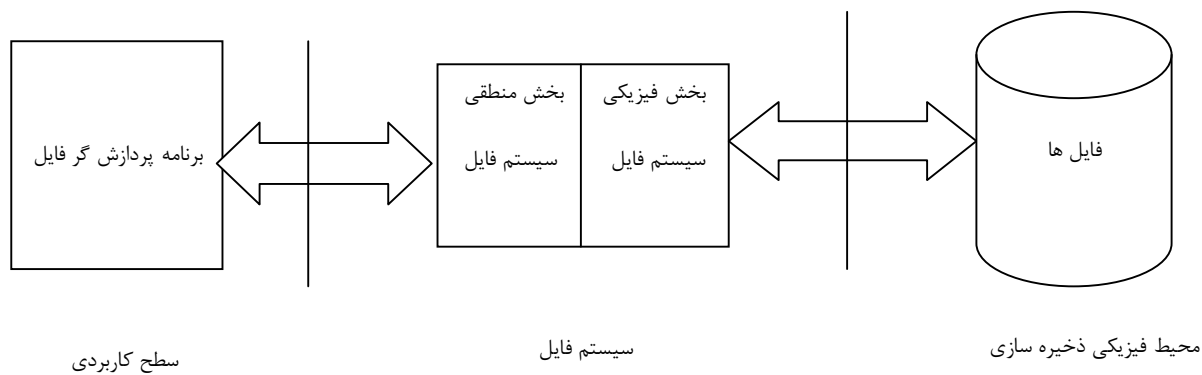 برنامه پردازش گر فایل
بخش منطقی
سیستم فایل
بخش فیزیکی
سیستم فایل
فایل ها
سطح کاربردی
سیستم فایل
محیط فیزیکی ذخیره سازی